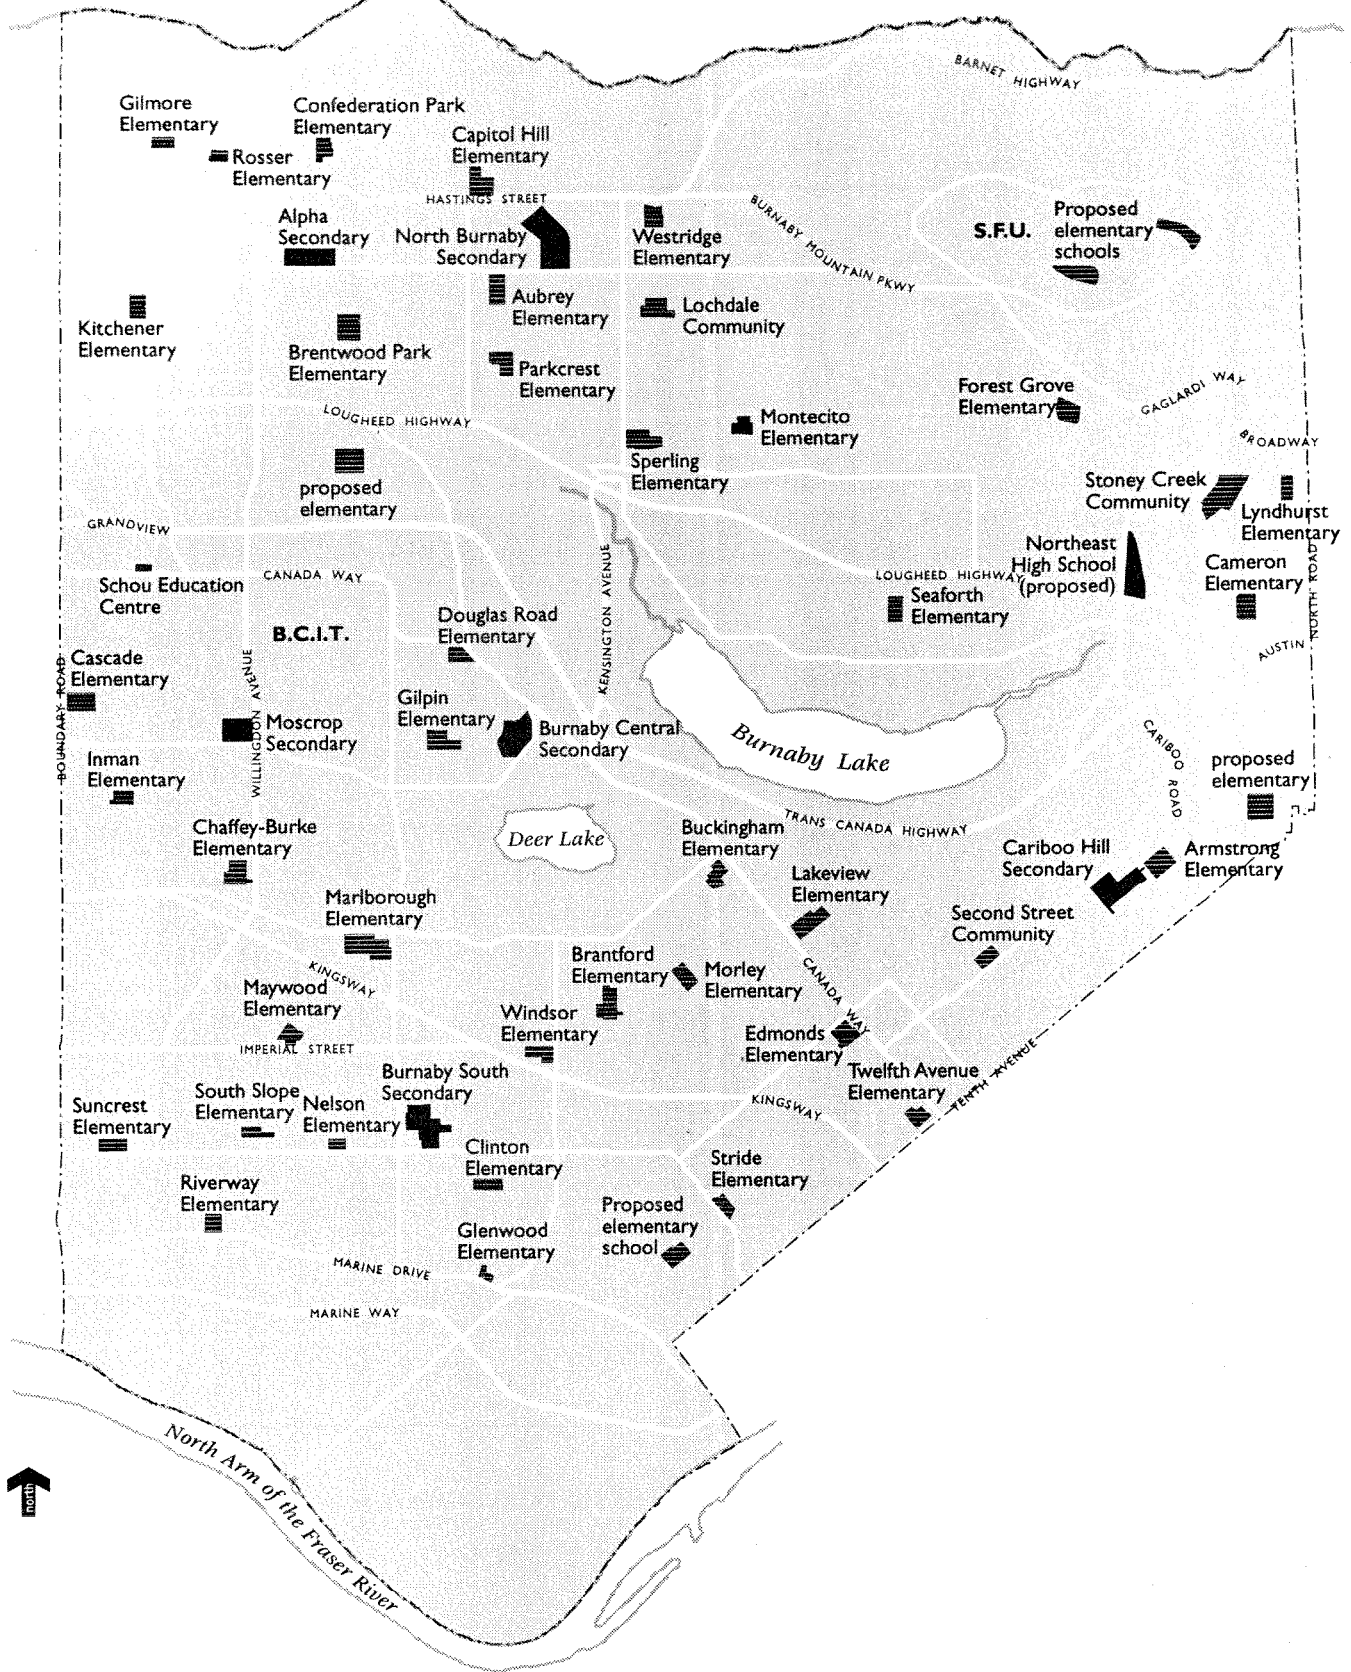 BARNET HIGHWAY
Gilmore
Elementary
Confederation Park
Elementary
Rosser
Elementary
Capitol Hill
Elementary
HASTINGS STREET
Alpha
Secondary
North Burnaby
Secondary
Westridge
Elementary
BURNABY MOUNTAIN PKWY
S.F.U.
Proposed
elementary
schools
Aubrey
Elementary
Lochdale
Community
Kitchener
Elementary
Brentwood Park
Elementary
Parkcrest
Elementary
Forest Grove
Elementary
GAGLARDI WAY
LOUGHEED HIGHWAY
Montecito
Elementary
BROADWAY
Sperling
Elementary
proposed
elementary
Stoney Creek
Community
Lyndhurst
Elementary
GRANDVIEW
Northeast
High School
(proposed)
Cameron
Elementary
NORTH ROAD
Schou Education
Centre
CANADA WAY
KENSINGTON AVENUE
LOUGHEED HIGHWAY
Seaforth
Elementary
B.C.I.T.
Douglas Road
Elementary
AUSTIN
Cascade
Elementary
BOUNDARY ROAD
WILLINGDON AVENUE
Moscrop
Secondary
Gilpin
Elementary
Burnaby Central
Secondary
Burnaby Lake
CARIBOO ROAD
Inman
Elementary
proposed
elementary
Chaffey-Burke
Elementary
Deer Lake
TRANS CANADA HIGHWAY
Buckingham
Elementary
Cariboo Hill
Secondary
Armstrong
Elementary
Lakeview
Elementary
Marlborough
Elementary
Second Street
Community
KINGSWAY
Brantford
Elementary
Morley
Elementary
CANADA WAY
Maywood
Elementary
Windsor
Elementary
Edmonds
Elementary
IMPERIAL STREET
Twelfth Avenue
Elementary
TENTH AVENUE
Burnaby South
Secondary
South Slope
Elementary
Nelson
Elementary
Suncrest
Elementary
KINGSWAY
Clinton
Elementary
Stride
Elementary
Riverway
Elementary
Proposed
elementary
school
Glenwood
Elementary
MARINE DRIVE
MARINE WAY
North Arm of the Fraser River
north